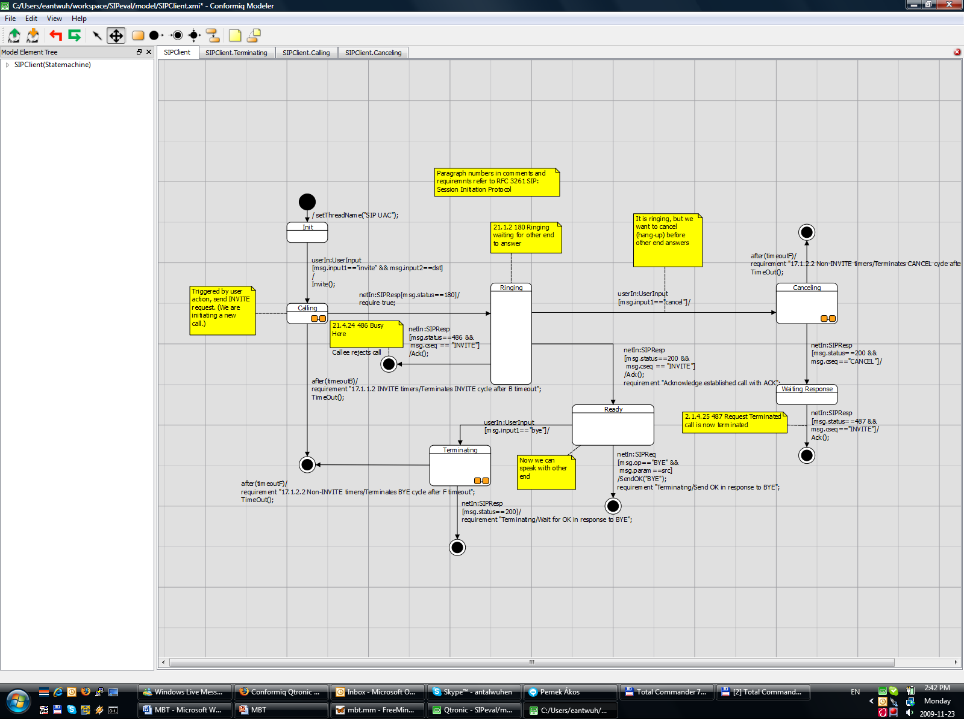 C:/Users/eantwuh/workspace/SIPeval/model/SIPClient.xmi* - Conformiq Modeler
File Edit View Help
Model Element Tree
SIPClient(Statemachine)
SIPClient
SIPClient.Terminating
SIPClient.Calling
SIPClient.Canceling
Paragraph numbers in comments
and requiremnts refer to RFC 3261 SIP:
Session Initiation Protocol
/ setThreadName("SIP UAC");
Init
userIn:UserInput
[msg.input1=="invite" && msg.input2==dst]
/
Invite();
21.1.2 180 Ringing
waiting for other end
to answer
It is ringing, but we
want to cancel
(hang-up) before
other end answers
after(timeoutF)/
requirement "17.1.2.2 Non-INVITE timers/Terminates CANCEL cycle afte
TimeOut();
Triggered by user
action, send INVITE
request. (We are
initiating a new
call.)
Calling
netIn:SIPResp[msg.status==180]/
require true;
Ringing
userIn:UserInput
[msg.input1=="cancel"]/
Canceling
21.4.24 486 Busy
Here
Callee rejects call
netIn:SIPResp
[msg.status==486 &&
msg.cseq == "INVITE"]
/Ack();
netIn:SIPResp
[msg.status==200 &&
msg.cseq == "INVITE"]
/Ack();
requirement "Acknowledge established call with ACK";
netIn:SIPResp
[msg.status==200 &&
msg.cseq=="CANCEL"]/
after(timeoutB)/
requirement "17.1.1.2 INVITE timers/Terminates INVITE cycle after B timeout";
TimeOut();
Waiting Response
Ready
userIn:UserInput
[msg.input1=="bye"]/
2.1.4.25 487 Request Terminated
call is now terminated
netIn:SIPResp
[msg.status==487 &&
msg.cseq=="INVITE"]/
Ack();
Terminating
Now we can
speak with other
end
netIn:SIPReq
[msg.op=="BYE" &&
msg.param ==src]
/SendOK("BYE");
requirement "Terminating/Send OK in response to BYE";
after(timeoutF)/
requirement "17.1.2.2 Non-INVITE timers/Terminates BYE cycle after F timeout";
TimeOut();
netIn:SIPResp
[msg.status==200]/
requirement "Terminating/Wait for OK in response to BYE";
Windows Live Mess...
Conformiq Qtronic ...
Inbox - Microsoft O...
Skype™ - antalwuhen
Pernek Ákos
Total Commander 7...
[2] Total Command...
EN
2:42 PM
MBT - Microsoft W...
MBT
mbt.mm - FreeMin...
Qtronic - SIPeval/m...
C:/Users/eantwuh/...
Monday
2009-11-23